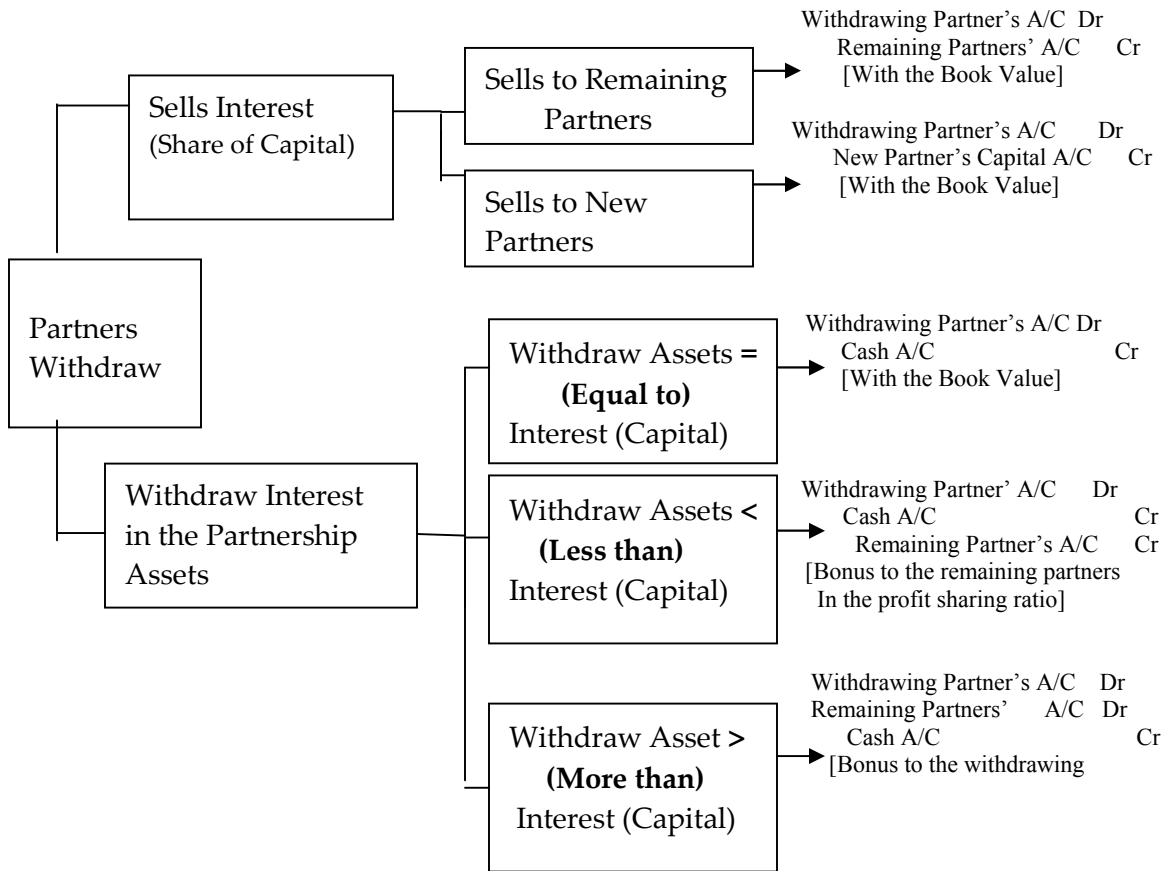 Partners
Withdraw
Sells Interest
(Share of Capital)
Sells to Remaining
Partners
Withdrawing Partner’s A/C Dr
Remaining Partners’ A/C Cr
[With the Book Value]
Sells to New
Partners
Withdrawing Partner’s A/C Dr
New Partner’s Capital A/C Cr
[With the Book Value]
Withdraw Interest
in the Partnership
Assets
Withdraw Assets =
(Equal to)
Interest (Capital)
Withdrawing Partner’s A/C Dr
Cash A/C Cr
[With the Book Value]
Withdraw Assets <
(Less than)
Interest (Capital)
Withdrawing Partner’ A/C Dr
Cash A/C Cr
Remaining Partner’s A/C Cr
[Bonus to the remaining partners
In the profit sharing ratio]
Withdraw Asset >
(More than)
Interest (Capital)
Withdrawing Partner’s A/C Dr
Remaining Partners’ A/C Dr
Cash A/C Cr
[Bonus to the withdrawing